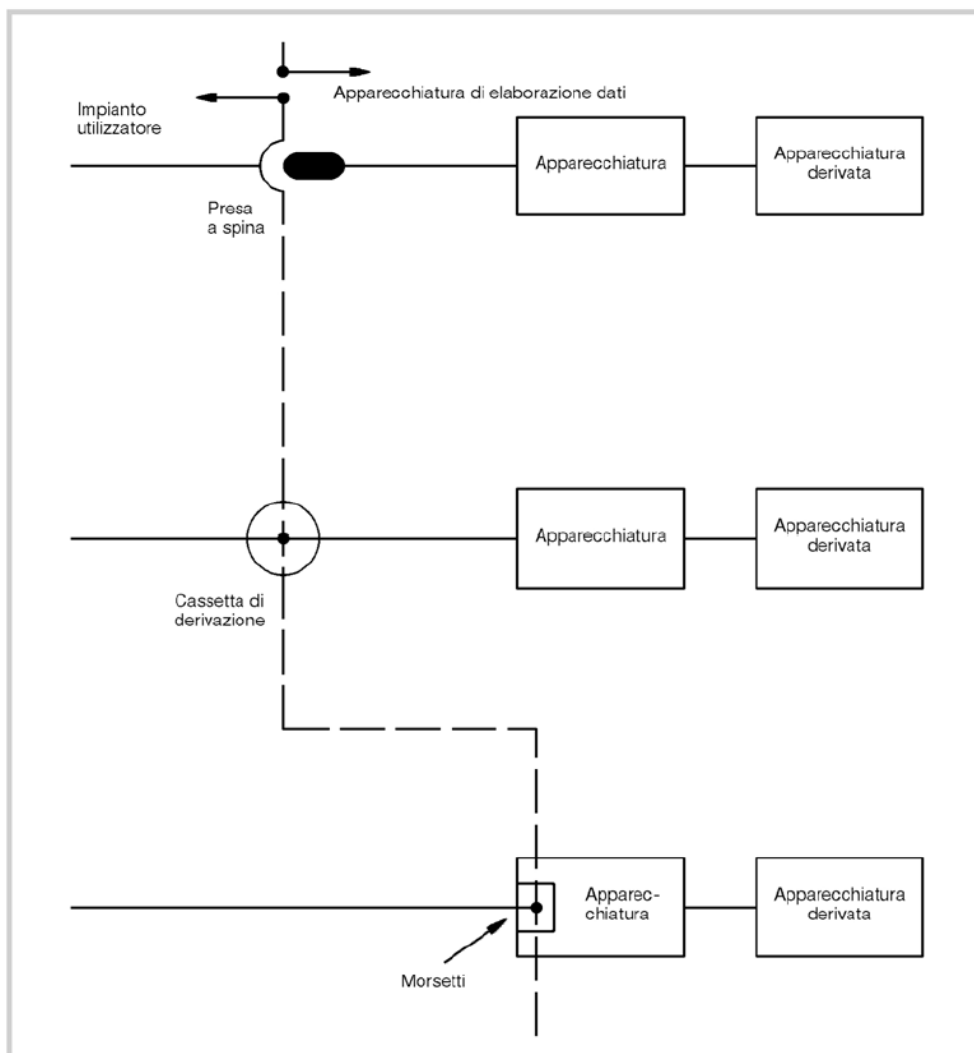 Apparecchiatura di elaborazione dati
Impianto
utilizzatore
Apparecchiatura
Apparecchiatura
derivata
Presa
a spina
Apparecchiatura
Apparecchiatura
derivata
Cassetta di
derivazione
Apparec-
chiatura
Apparecchiatura
derivata
Morsetti